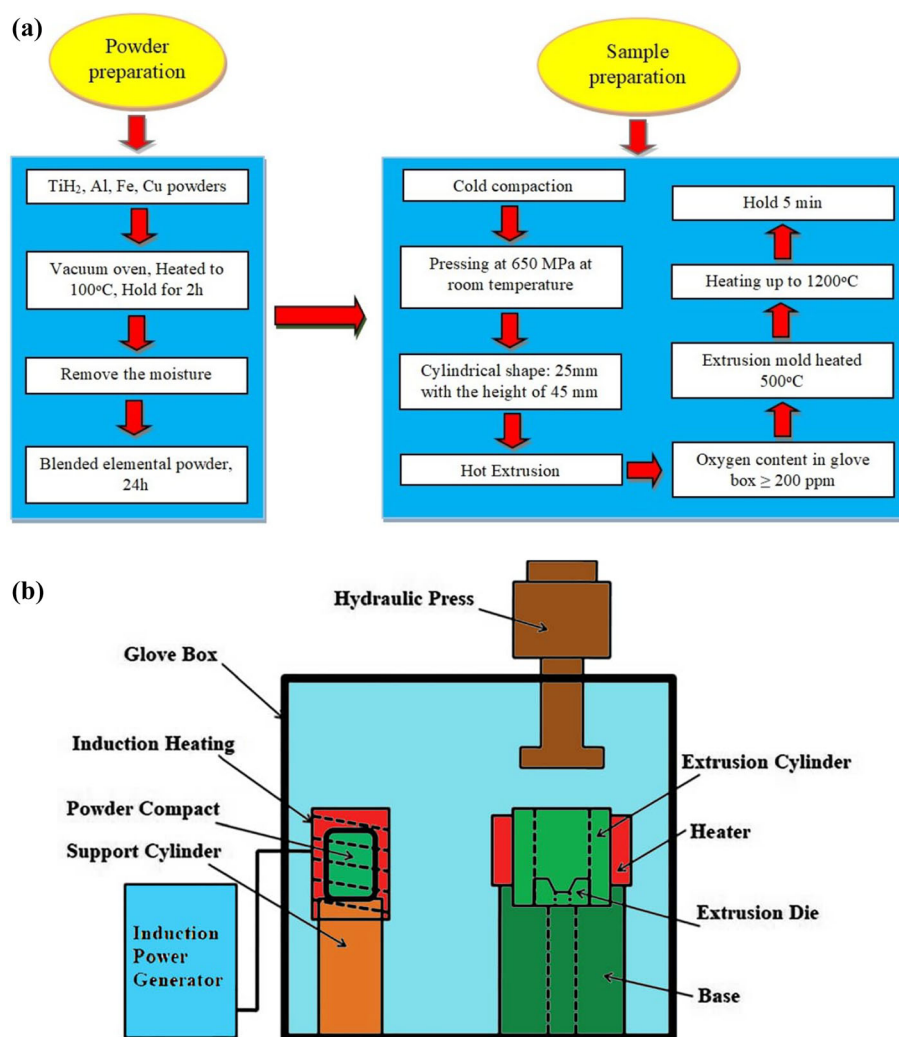 (a)
Powder
preparation
TiH₂, Al, Fe, Cu powders
Vacuum oven, Heated to
100°C, Hold for 2h
Remove the moisture
Blended elemental powder,
24h
Sample
preparation
Cold compaction
Pressing at 650 MPa at
room temperature
Cylindrical shape: 25mm
with the height of 45 mm
Hot Extrusion
Oxygen content in glove
box ≥ 200 ppm
Extrusion mold heated
500°C
Heating up to 1200°C
Hold 5 min
(b)
Hydraulic Press
Glove Box
Induction Heating
Powder Compact
Support Cylinder
Induction
Power
Generator
Extrusion Cylinder
Heater
Extrusion Die
Base